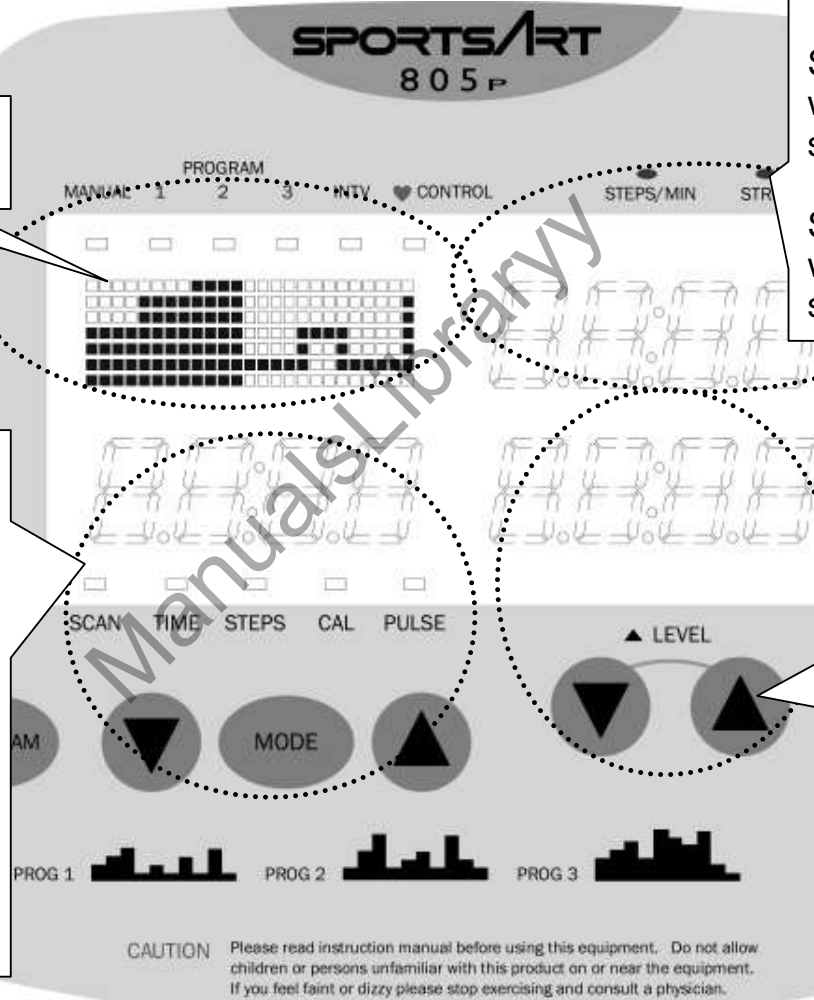 SPORTSART
805P
PROGRAM
MANUAL 1 2 3 INTV CONTROL
STEPS/MIN STR
S
S
SCAN TIME STEPS CAL PULSE
▲ LEVEL
AM
MODE
PROG 1 PROG 2 PROG 3
CAUTION Please read instruction manual before using this equipment. Do not allow
children or persons unfamiliar with this product on or near the equipment.
If you feel faint or dizzy please stop exercising and consult a physician.
ManualsLibraryy